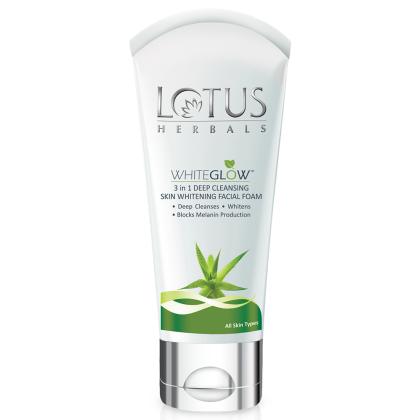 LOTUS
HERBALS
WHITEGLOW™
3 in 1 DEEP CLEANSING
SKIN WHITENING FACIAL FOAM
• Deep Cleanses • Whitens
• Blocks Melanin Production
All Skin Types